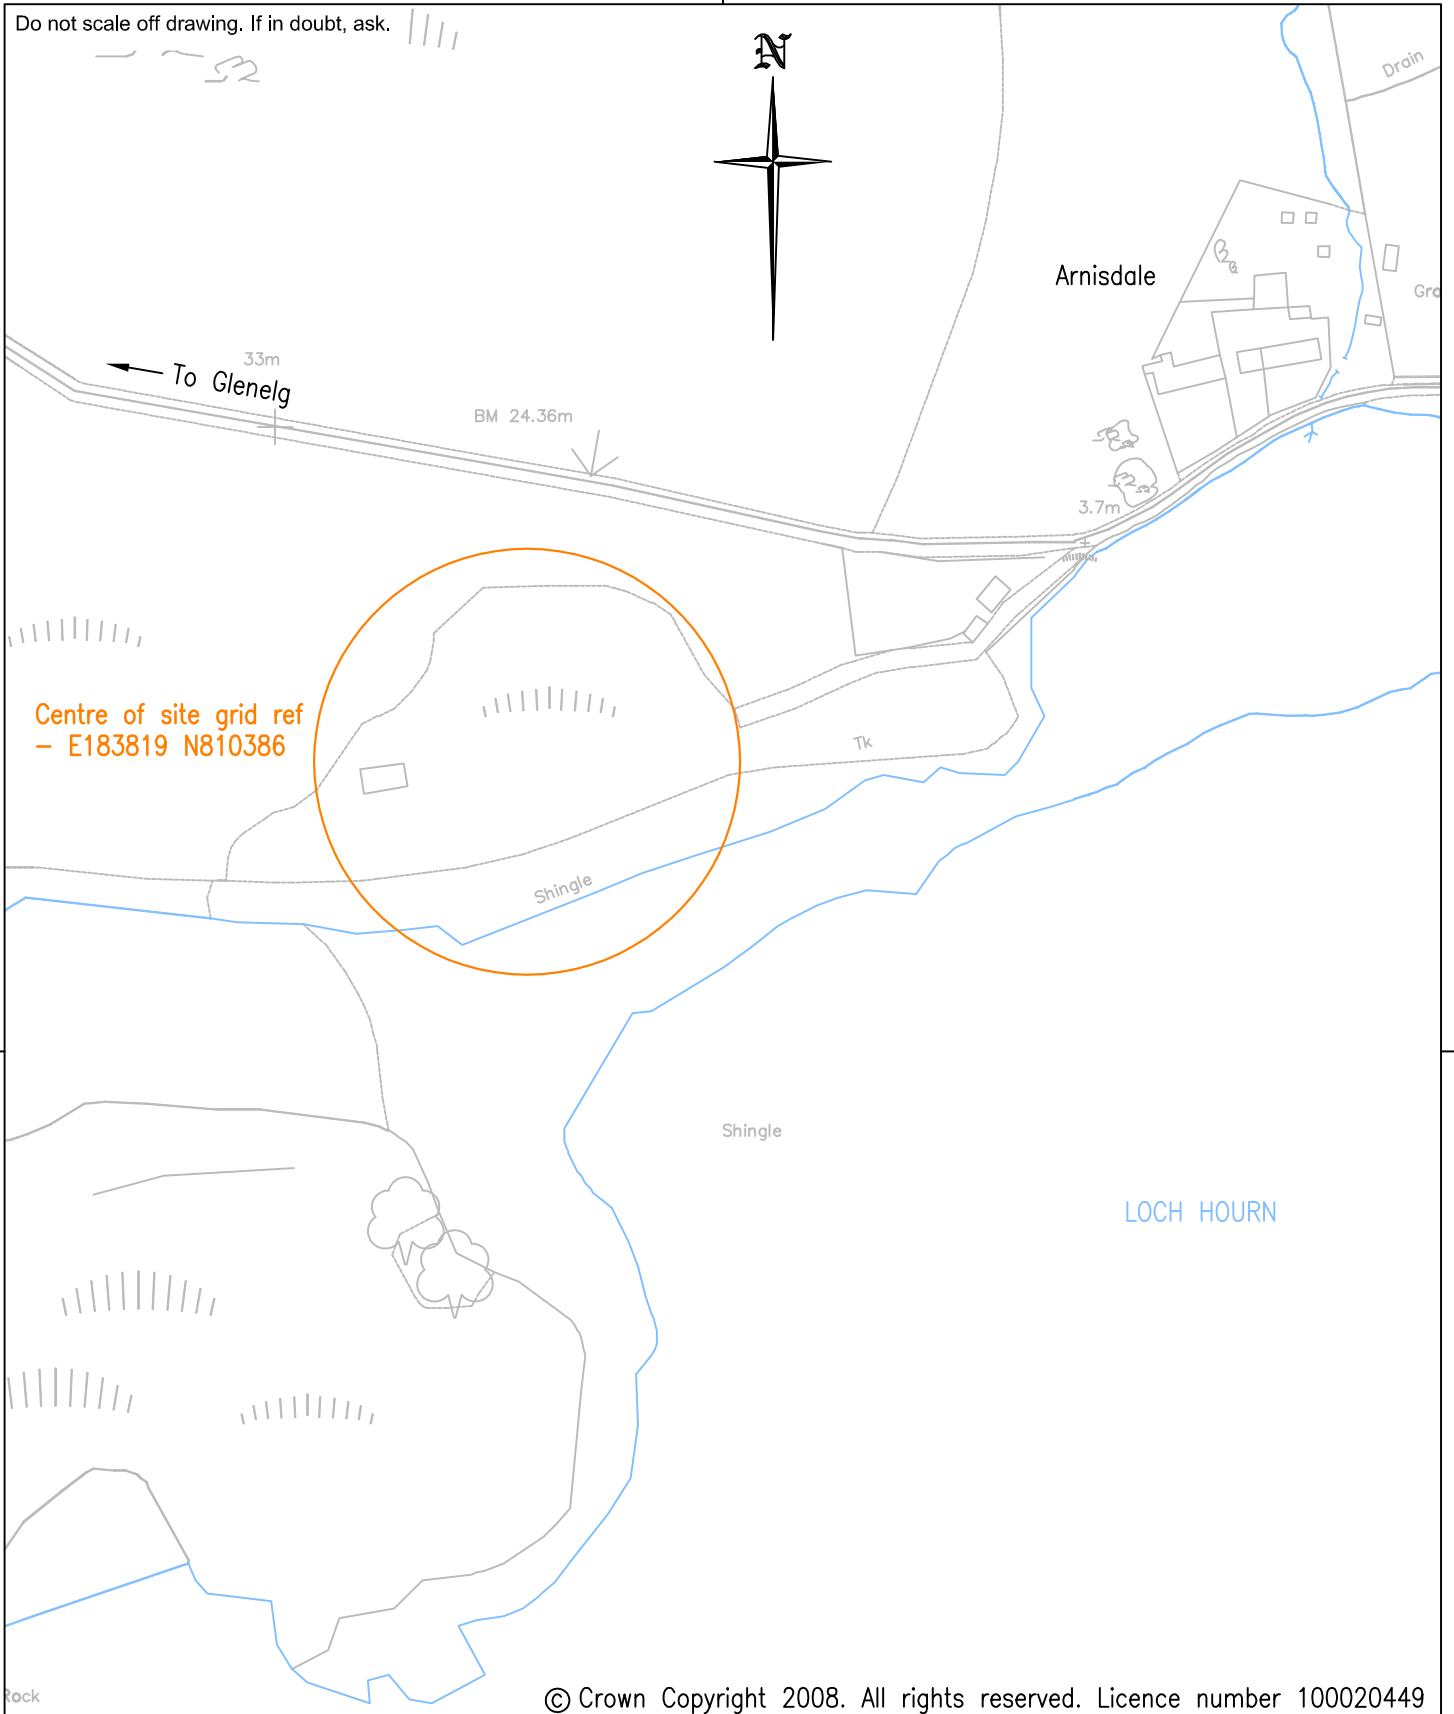 Do not scale off drawing. If in doubt, ask.
N
Drain
Arnisdale
Gra
33m
To Glenelg
BM 24.36m
3.7m
Centre of site grid ref
– E183819 N810386
Tk
Shingle
Shingle
LOCH HOURN
Rock
© Crown Copyright 2008. All rights reserved. Licence number 100020449